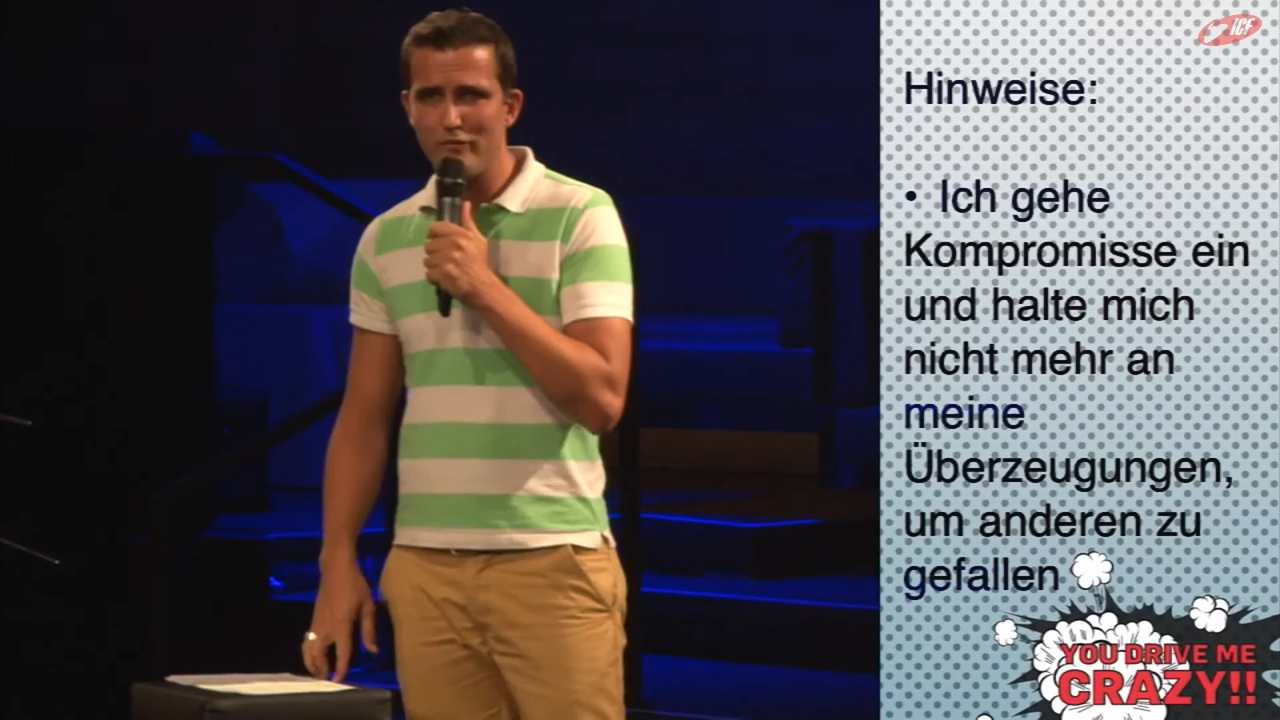 iCF
Hinweise:
• Ich gehe
Kompromisse ein
und halte mich
nicht mehr an
meine
Überzeugungen,
um anderen zu
gefallen
YOU DRIVE ME
CRAZY!!